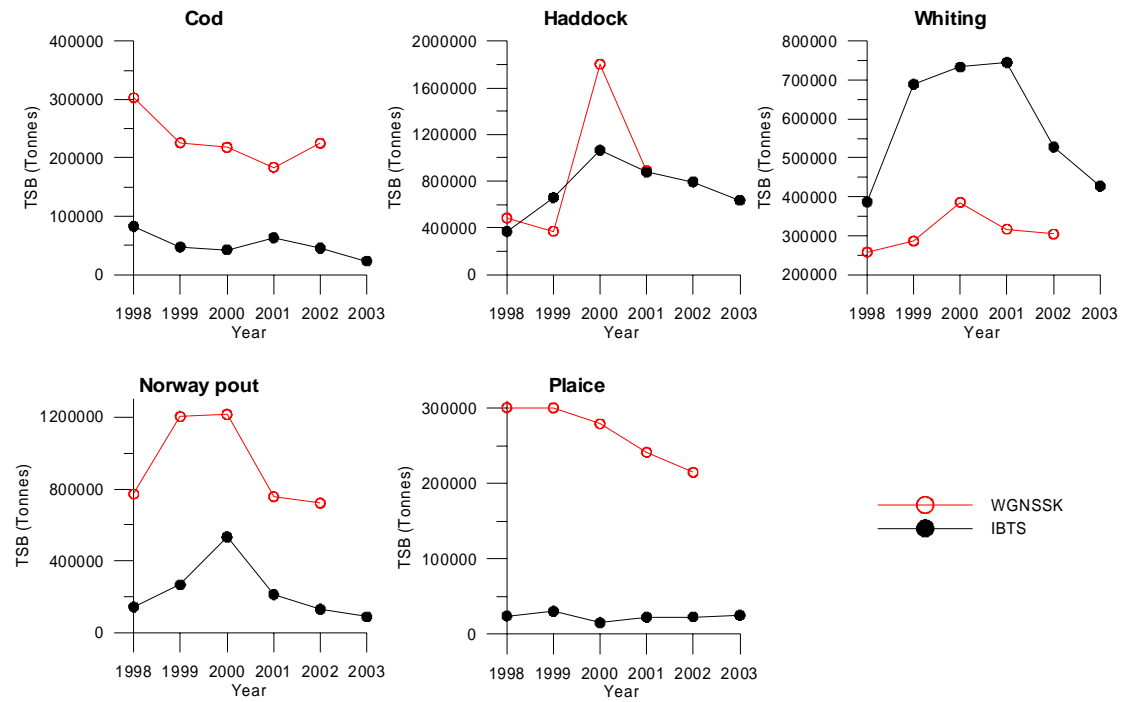 Cod
TSB (Tonnes)
400000
300000
200000
100000
0
1998 1999 2000 2001 2002 2003
Year
Haddock
TSB (Tonnes)
2000000
1600000
1200000
800000
400000
0
1998 1999 2000 2001 2002 2003
Year
Whiting
TSB (Tonnes)
800000
700000
600000
500000
400000
300000
200000
1998 1999 2000 2001 2002 2003
Year
Norway pout
TSB (Tonnes)
1200000
800000
400000
0
1998 1999 2000 2001 2002 2003
Year
Plaice
TSB (Tonnes)
300000
200000
100000
0
1998 1999 2000 2001 2002 2003
Year
WGNSSK
IBTS